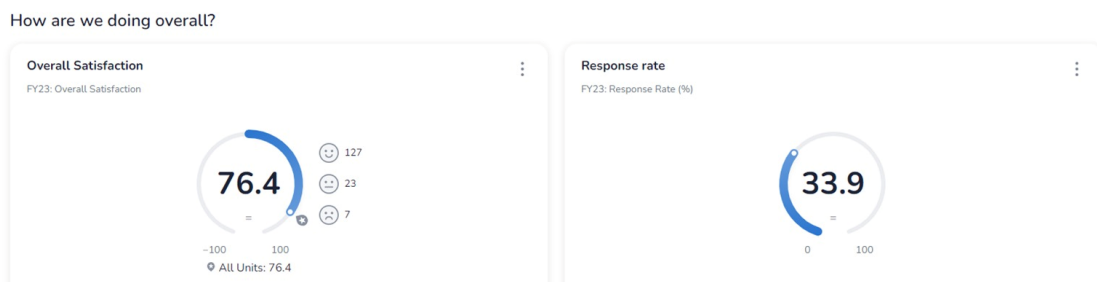 How are we doing overall?
Overall Satisfaction
FY23: Overall Satisfaction
127
76.4
23
=
7
−100 100
All Units: 76.4
Response rate
FY23: Response Rate (%)
33.9
=
0 100